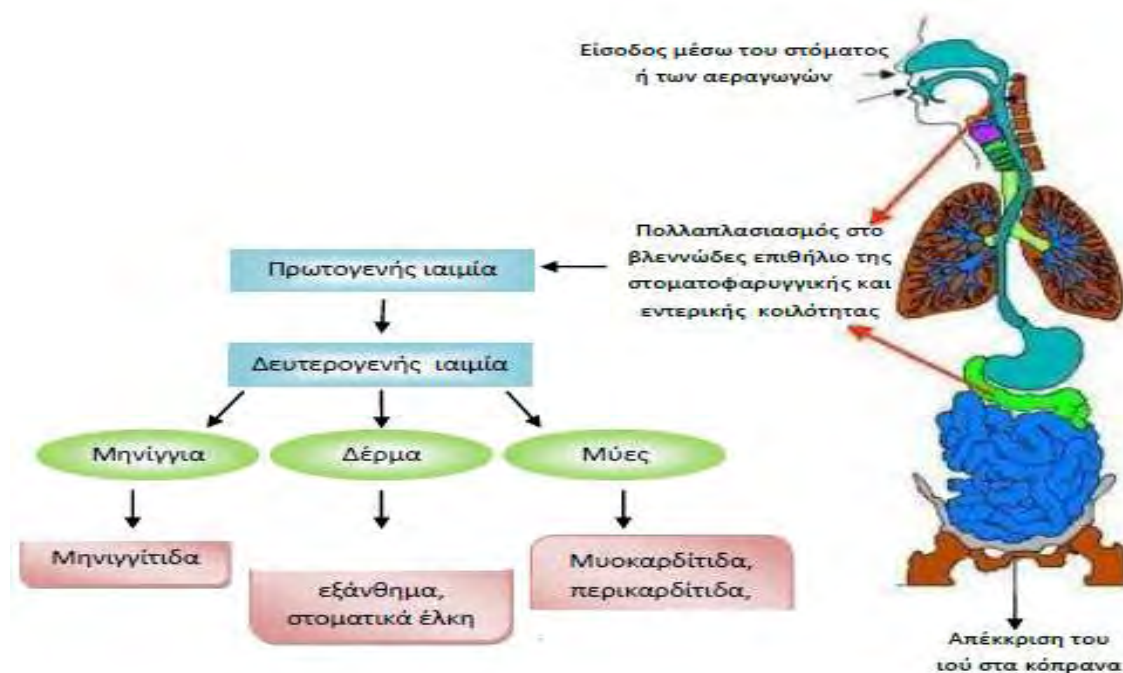 Είσοδος μέσω του στόματος
ή των αεραγωγών
Πολλαπλασιασμός στο
βλεννώδες επιθήλιο της
στοματοφαρυγγικής και
εντερικής κοιλότητας
Πρωτογενής ιαιμία
Δευτερογενής ιαιμία
Μηνίγγια
Δέρμα
Μύες
Μηνιγγίτιδα
εξάνθημα,
στοματικά έλκη
Μυοκαρδίτιδα,
περικαρδίτιδα,
Απέκκριση του
ιού στα κόπρανα